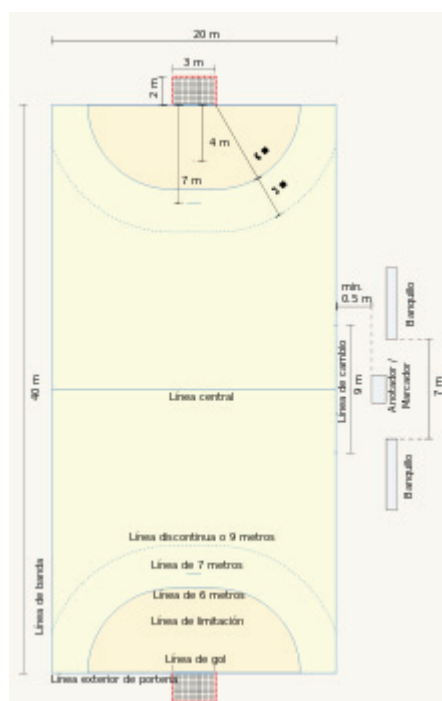 20 m
3 m
2 m
4 m
7 m
40 m
min.
0.5 m
Banquillo
Línea de cambio
9 m
Anotador /
Marcador
7 m
Línea central
Banquillo
Línea discontinua o 9 metros
Línea de 7 metros
Línea de 6 metros
Línea de limitación
Línea de banda
Línea de gol
Línea exterior de portería